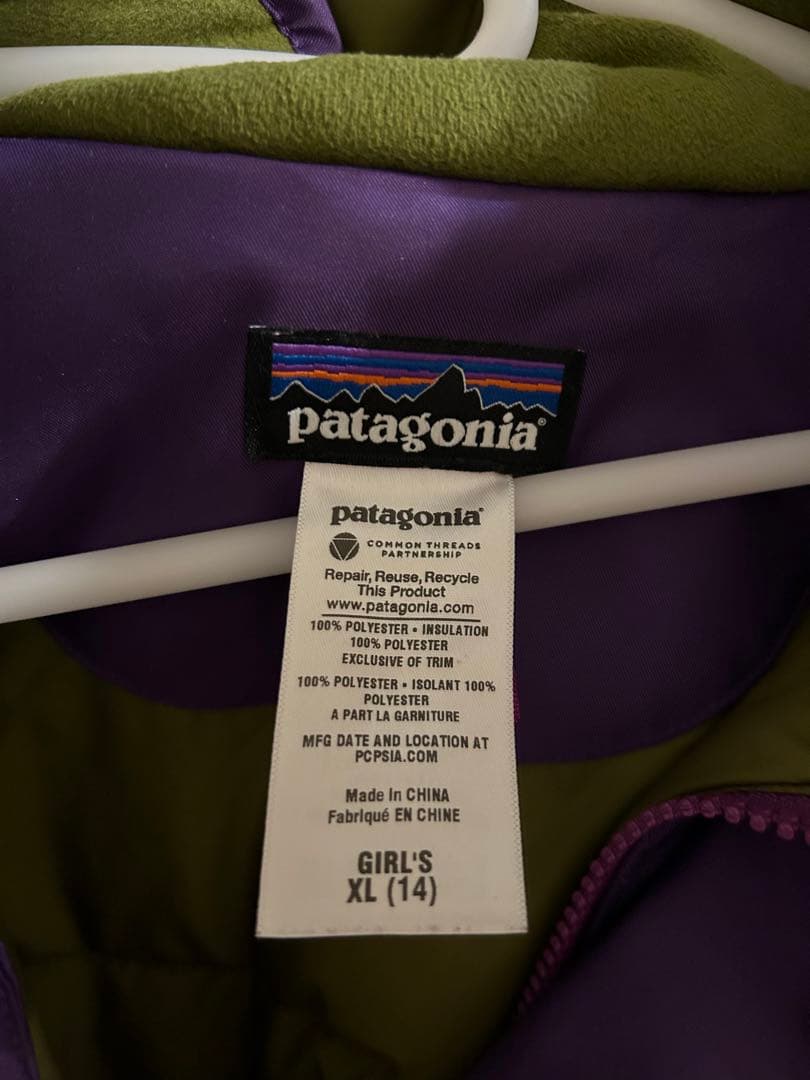 patagonia®
patagonia®
COMMON THREADS
PARTNERSHIP
Repair, Reuse, Recycle
This Product
www.patagonia.com
100% POLYESTER • INSULATION
100% POLYESTER
EXCLUSIVE OF TRIM
100% POLYESTER • ISOLANT 100%
POLYESTER
A PART LA GARNITURE
MFG DATE AND LOCATION AT
PCPSIA.COM
Made In CHINA
Fabriqué EN CHINE
GIRL'S
XL (14)